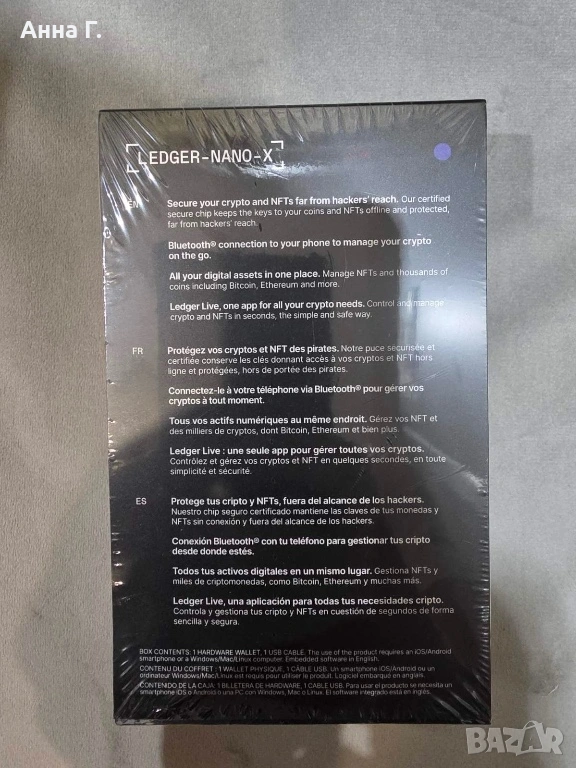 Анна Г.
LEDGER-NANO-X
EN
Secure your crypto and NFTs far from hackers' reach. Our certified
secure chip keeps the keys to your coins and NFTs offline and protected,
far from hackers' reach.
Bluetooth® connection to your phone to manage your crypto
on the go.
All your digital assets in one place. Manage NFTs and thousands of
coins including Bitcoin, Ethereum and more.
Ledger Live, one app for all your crypto needs. Control and manage
crypto and NFTs in seconds, the simple and safe way.
FR
Protégez vos cryptos et NFT des pirates. Notre puce sécurisée et
certifiée conserve les clés donnant accès à vos cryptos et NFT hors
ligne et protégées, hors de portée des pirates.
Connectez-le à votre téléphone via Bluetooth® pour gérer vos
cryptos à tout moment.
Tous vos actifs numériques au même endroit. Gérez vos NFT et
des milliers de cryptos, dont Bitcoin, Ethereum et bien plus.
Ledger Live : une seule app pour gérer toutes vos cryptos.
Contrôlez et gérez vos cryptos et NFT en quelques secondes, en toute
simplicité et sécurité.
ES
Protege tus cripto y NFTs, fuera del alcance de los hackers.
Nuestro chip seguro certificado mantiene las claves de tus monedas y
NFTs sin conexión y fuera del alcance de los hackers.
Conexión Bluetooth® con tu teléfono para gestionar tus cripto
desde donde estés.
Todos tus activos digitales en un mismo lugar. Gestiona NFTs y
miles de criptomonedas, como Bitcoin, Ethereum y muchas más.
Ledger Live, una aplicación para todas tus necesidades cripto.
Controla y gestiona tus cripto y NFTs en cuestión de segundos de forma
sencilla y segura.
BOX CONTENTS: 1 HARDWARE WALLET, 1 USB CABLE. The use of the product requires an iOS/Android
smartphone or a Windows/Mac/Linux computer. Embedded software in English.
CONTENU DU COFFRET : 1 WALLET PHYSIQUE, 1 CÂBLE USB. Un smartphone iOS/Android ou un
ordinateur Windows/Mac/Linux est requis pour utiliser le produit. Logiciel embarqué en anglais.
CONTENIDO DE LA CAJA: 1 BILLETERA DE HARDWARE, 1 CABLE USB. Para usar el producto se necesita un
smartphone iOS o Android o una PC con Windows, Mac o Linux. El software integrado está en inglés.
BAZAR